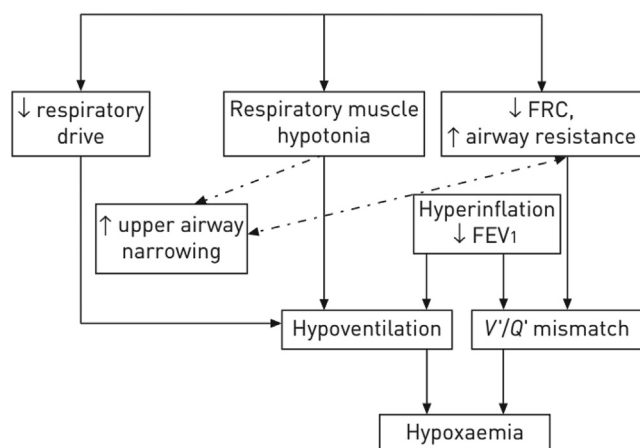 ↓ respiratory
drive
Respiratory muscle
hypotonia
↓ FRC,
↑ airway resistance
↑ upper airway
narrowing
Hyperinflation
↓ FEV1
Hypoventilation
V'/Q' mismatch
Hypoxaemia